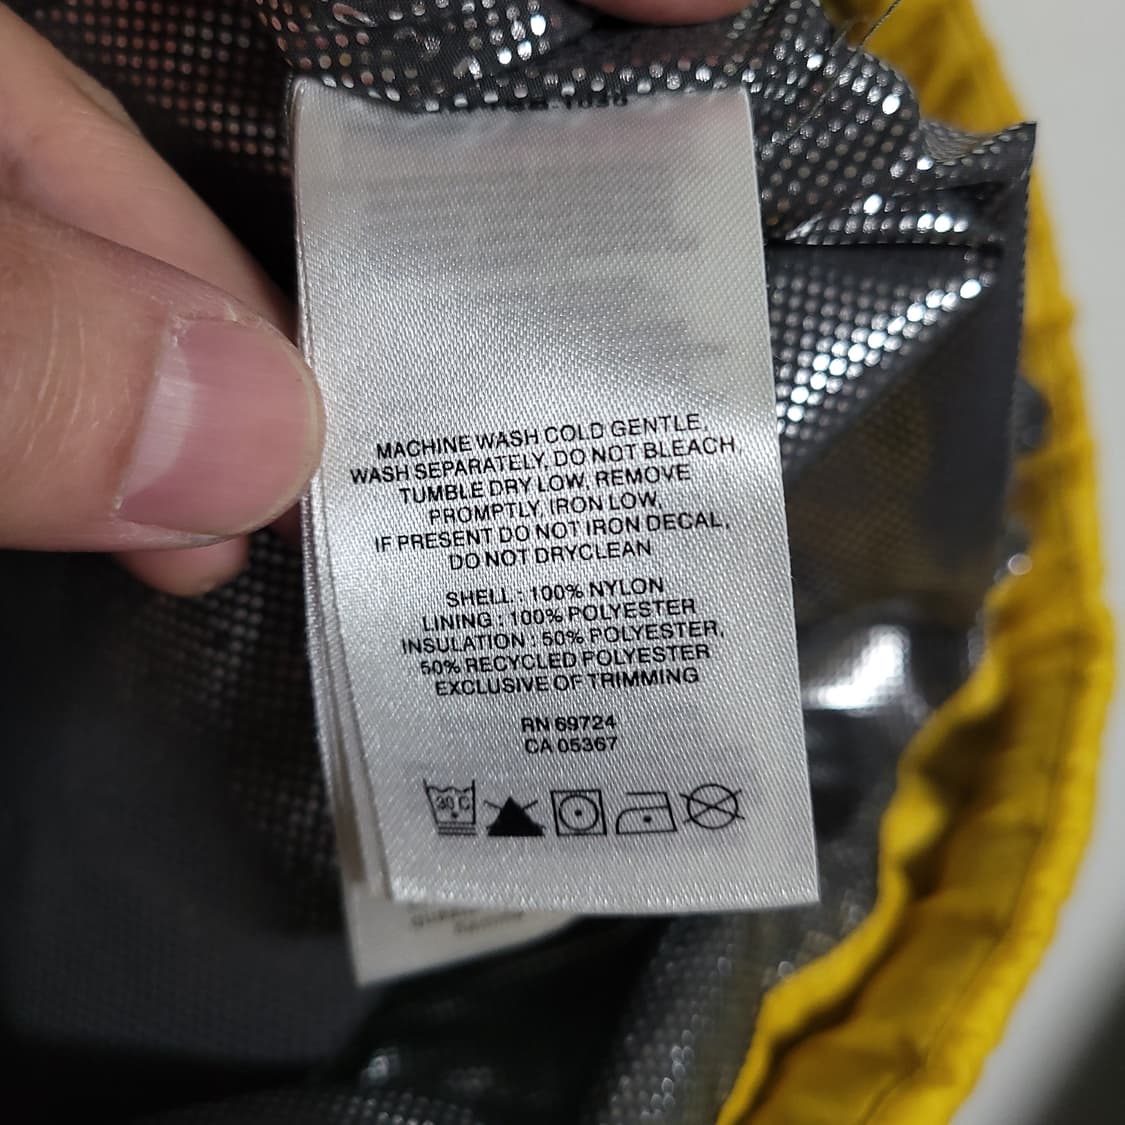 MACHINE WASH COLD GENTLE,
WASH SEPARATELY, DO NOT BLEACH,
TUMBLE DRY LOW, REMOVE
PROMPTLY, IRON LOW,
IF PRESENT DO NOT IRON DECAL,
DO NOT DRYCLEAN
SHELL : 100% NYLON
LINING : 100% POLYESTER
INSULATION : 50% POLYESTER,
50% RECYCLED POLYESTER
EXCLUSIVE OF TRIMMING
RN 69724
CA 05367
30 C